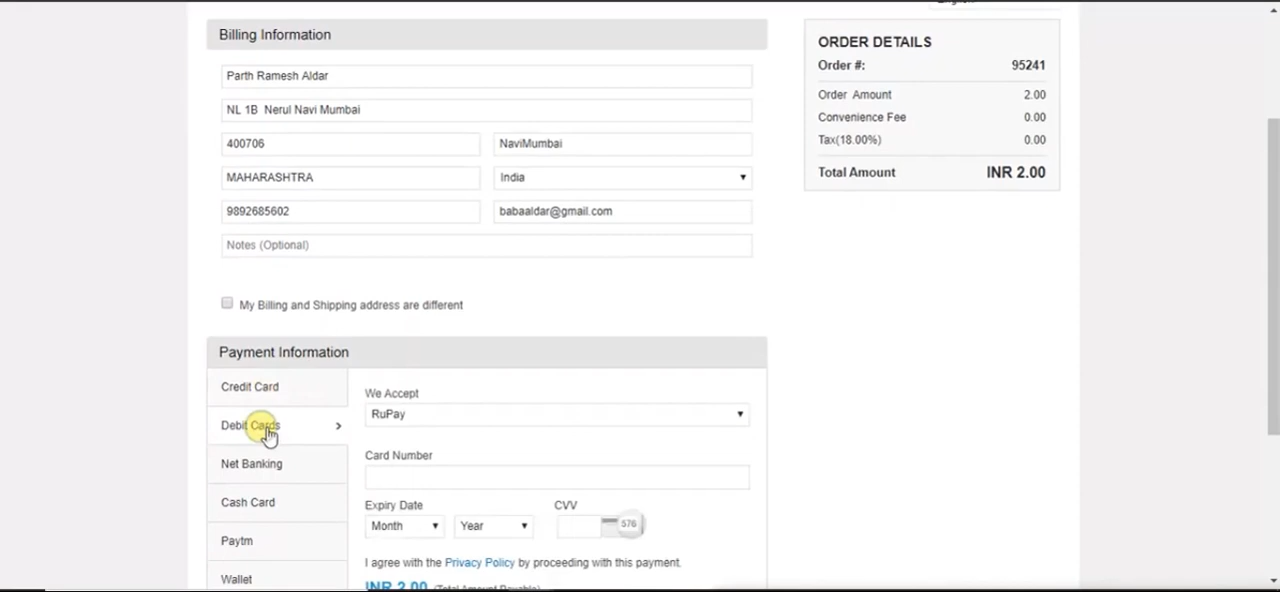 Billing Information
Parth Ramesh Aldar
NL 1B Nerul Navi Mumbai
400706 NaviMumbai
MAHARASHTRA India
9892685602 babaaldar@gmail.com
Notes (Optional)
My Billing and Shipping address are different
ORDER DETAILS
Order #: 95241
Order Amount 2.00
Convenience Fee 0.00
Tax(18.00%) 0.00
Total Amount INR 2.00
Payment Information
Credit Card
Debit Cards
Net Banking
Cash Card
Paytm
Wallet
We Accept
RuPay
Card Number
Expiry Date CVV
Month Year 576
I agree with the Privacy Policy by proceeding with this payment.
INR 2.00 (Total Amount Payable)